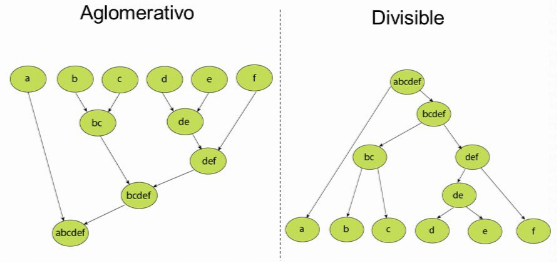 Aglomerativo
a b c d e f
bc de
def
bcdef
abcdef
Divisible
abcdef
bcdef
bc def
de
a b c d e f